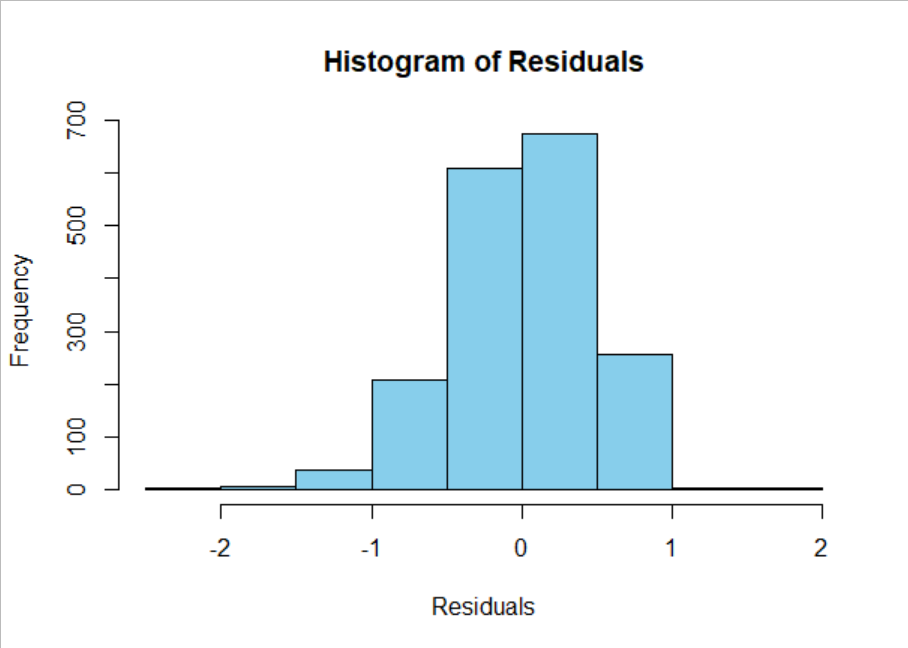 Histogram of Residuals
Frequency
700
500
300
100
0
-2 -1 0 1 2
Residuals